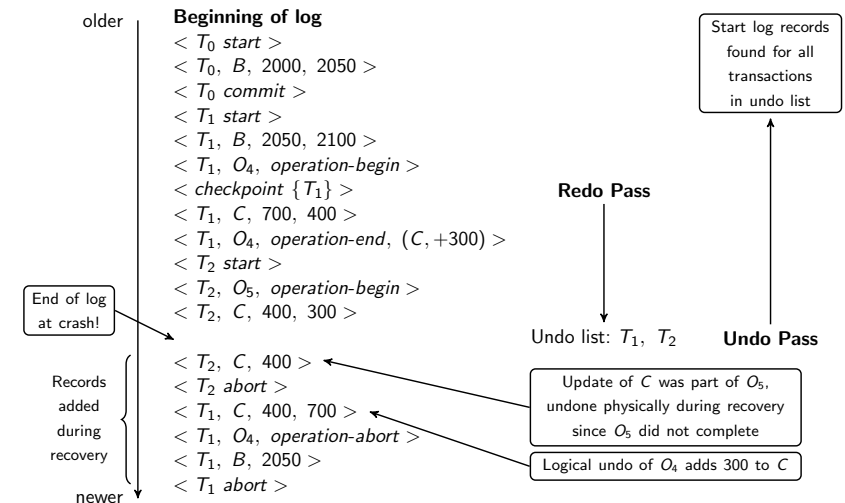 older
Beginning of log
< T₀ start >
< T₀, B, 2000, 2050 >
< T₀ commit >
< T₁ start >
< T₁, B, 2050, 2100 >
< T₁, O₄, operation-begin >
< checkpoint {T₁} >
< T₁, C, 700, 400 >
< T₁, O₄, operation-end, (C, +300) >
< T₂ start >
< T₂, O₅, operation-begin >
< T₂, C, 400, 300 >
End of log
at crash!
< T₂, C, 400 >
< T₂ abort >
< T₁, C, 400, 700 >
< T₁, O₄, operation-abort >
< T₁, B, 2050 >
< T₁ abort >
Records
added
during
recovery
newer
Redo Pass
Undo list: T₁, T₂
Start log records
found for all
transactions
in undo list
Undo Pass
Update of C was part of O₅,
undone physically during recovery
since O₅ did not complete
Logical undo of O₄ adds 300 to C